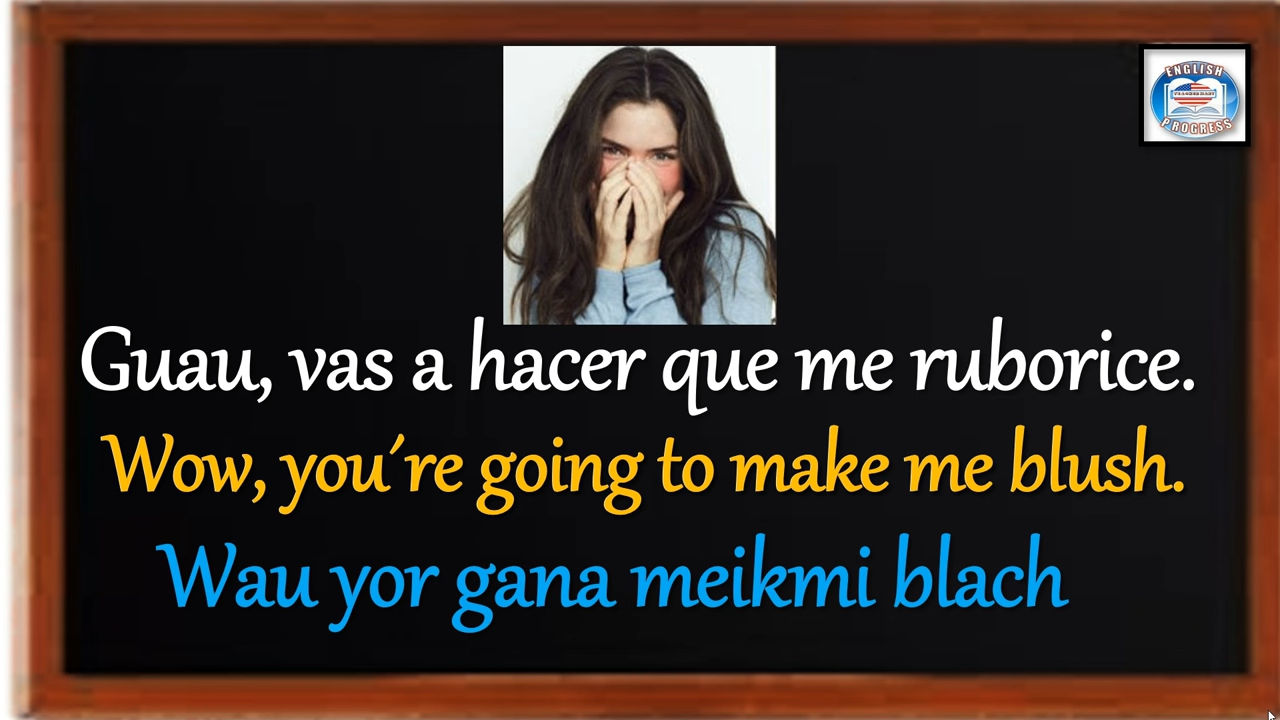 ENGLISH
PROGRESS
Guau, vas a hacer que me ruborice.
Wow, you´re going to make me blush.
Wau yor gana meikmi blach